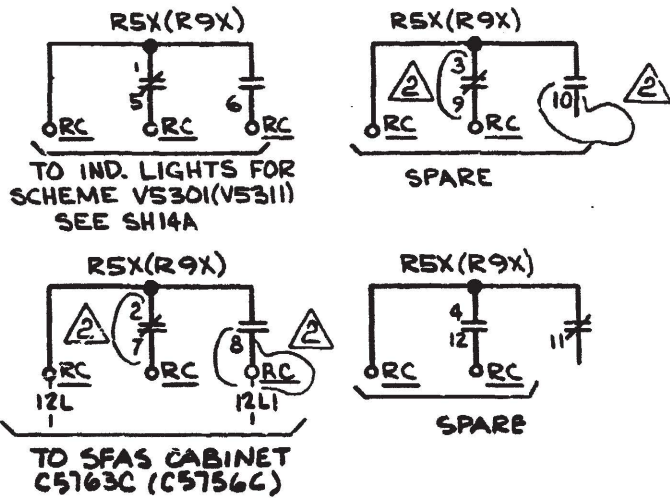 R5X(R9X)
1
5
6
RC
RC
RC
TO IND. LIGHTS FOR
SCHEME V5301(V5311)
SEE SH14A
R5X(R9X)
2
3
9
10
2
RC
RC
SPARE
R5X(R9X)
2
2
7
8
2
RC
RC
RC
12L
12L1
TO SFAS CABINET
C5763C (C5756C)
R5X(R9X)
4
12
11
RC
RC
SPARE